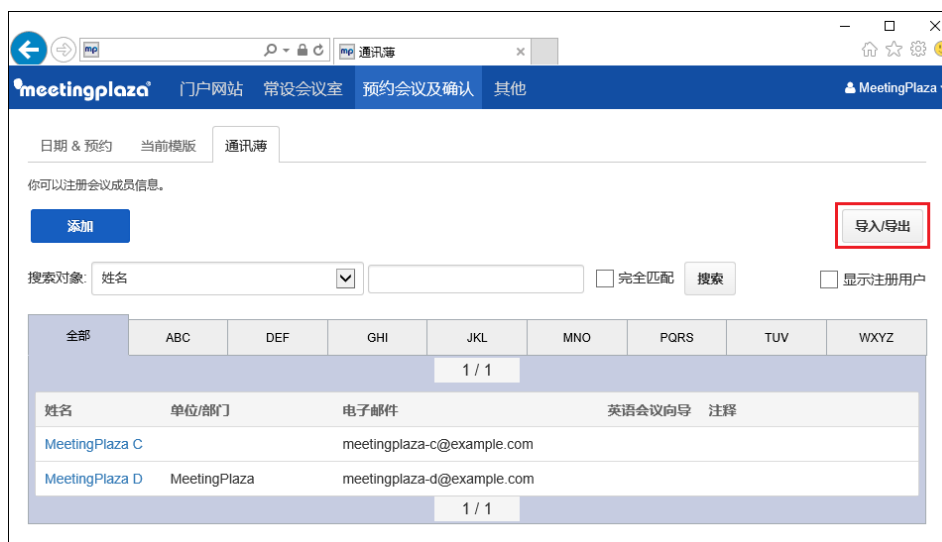 mp 通讯薄
meetingplaza 门户网站 常设会议室 预约会议及确认 其他 MeetingPlaza
日期 & 预约 当前模版 通讯薄
你可以注册会议成员信息。
添加 导入/导出
搜索对象: 姓名 完全匹配 搜索 显示注册用户
全部 ABC DEF GHI JKL MNO PQRS TUV WXYZ
1 / 1
姓名 单位/部门 电子邮件 英语会议向导 注释
MeetingPlaza C meetingplaza-c@example.com
MeetingPlaza D MeetingPlaza meetingplaza-d@example.com
1 / 1